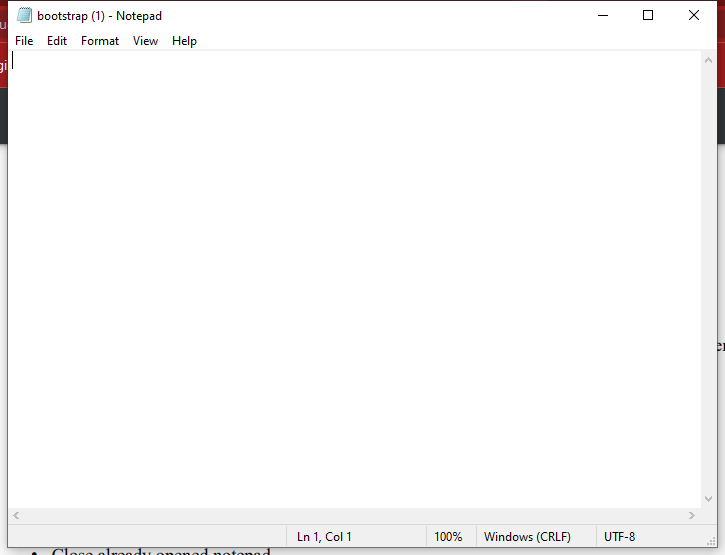 bootstrap (1) - Notepad
File Edit Format View Help
Ln 1, Col 1 100% Windows (CRLF) UTF-8
Close already opened notepad